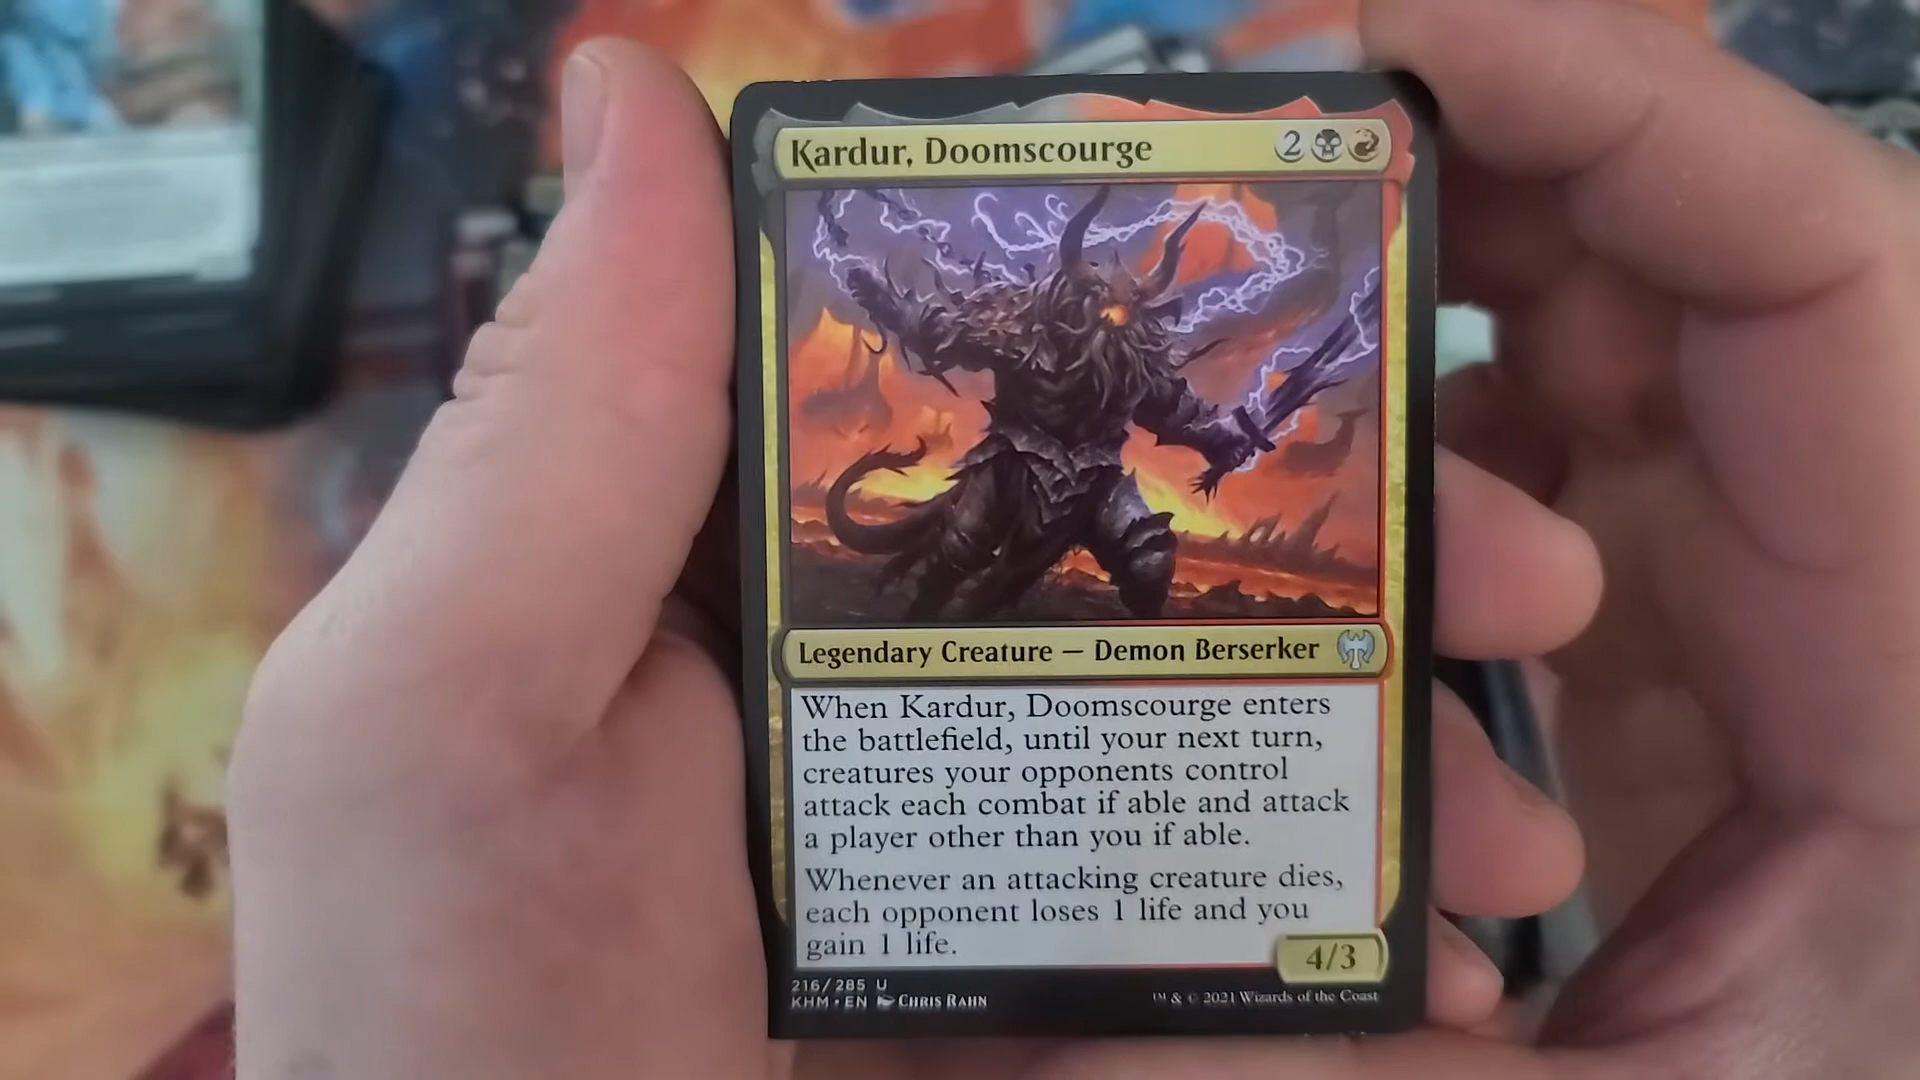 Kardur, Doomscourge 2
Legendary Creature — Demon Berserker
When Kardur, Doomscourge enters
the battlefield, until your next turn,
creatures your opponents control
attack each combat if able and attack
a player other than you if able.
Whenever an attacking creature dies,
each opponent loses 1 life and you
gain 1 life.
4/3
216/285 U
KHM • EN Chris Rahn
™ & © 2021 Wizards of the Coast